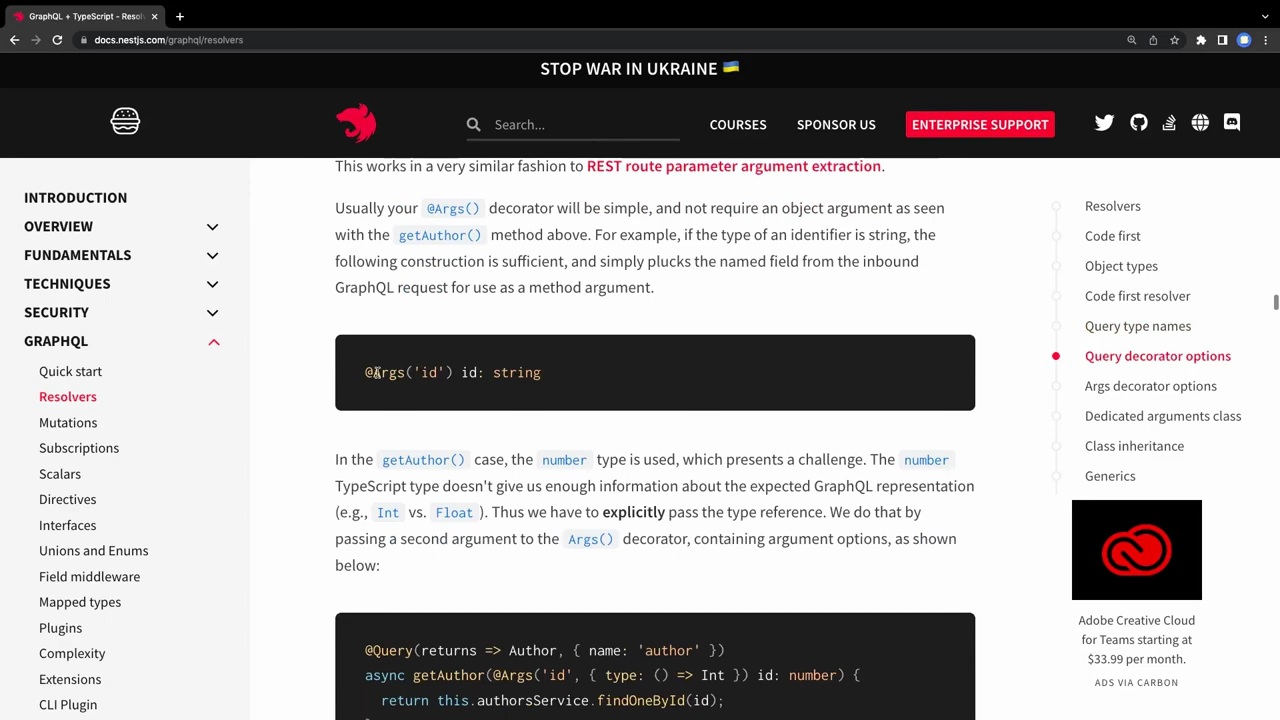 GraphQL + TypeScript - Resol
docs.nestjs.com/graphql/resolvers
STOP WAR IN UKRAINE 🇺🇦
Search...
COURSES
SPONSOR US
ENTERPRISE SUPPORT
INTRODUCTION
OVERVIEW
FUNDAMENTALS
TECHNIQUES
SECURITY
GRAPHQL
Quick start
Resolvers
Mutations
Subscriptions
Scalars
Directives
Interfaces
Unions and Enums
Field middleware
Mapped types
Plugins
Complexity
Extensions
CLI Plugin
This works in a very similar fashion to REST route parameter argument extraction.
Usually your @Args() decorator will be simple, and not require an object argument as seen
with the getAuthor() method above. For example, if the type of an identifier is string, the
following construction is sufficient, and simply plucks the named field from the inbound
GraphQL request for use as a method argument.
@Args('id') id: string
In the getAuthor() case, the number type is used, which presents a challenge. The number
TypeScript type doesn't give us enough information about the expected GraphQL representation
(e.g., Int vs. Float). Thus we have to explicitly pass the type reference. We do that by
passing a second argument to the Args() decorator, containing argument options, as shown
below:
@Query(returns => Author, { name: 'author' })
async getAuthor(@Args('id', { type: () => Int }) id: number) {
return this.authorsService.findOneById(id);
Resolvers
Code first
Object types
Code first resolver
Query type names
Query decorator options
Args decorator options
Dedicated arguments class
Class inheritance
Generics
Adobe Creative Cloud
for Teams starting at
$33.99 per month.
ADS VIA CARBON